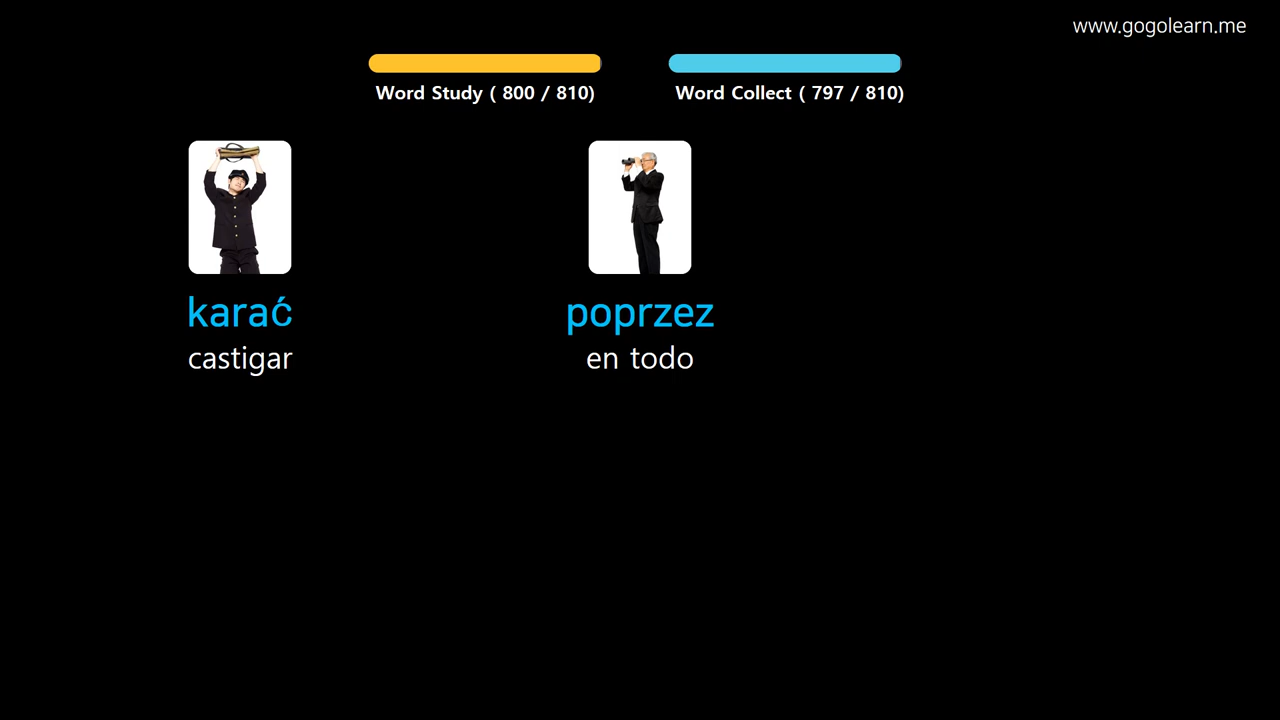 www.gogolearn.me
Word Study ( 800 / 810)
Word Collect ( 797 / 810)
karać
poprzez
castigar
en todo